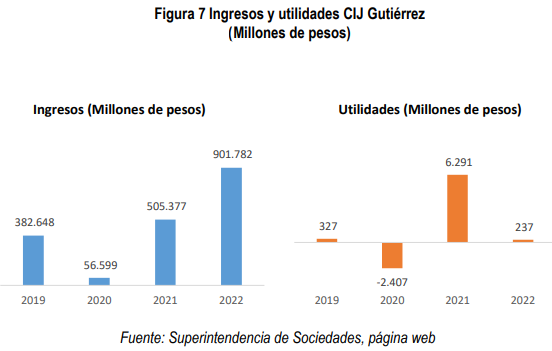 Figura 7 Ingresos y utilidades CIJ Gutiérrez
(Millones de pesos)
Ingresos (Millones de pesos)
901.782
505.377
382.648
56.599
2019 2020 2021 2022
Utilidades (Millones de pesos)
6.291
327
237
-2.407
2019 2020 2021 2022
Fuente: Superintendencia de Sociedades, página web